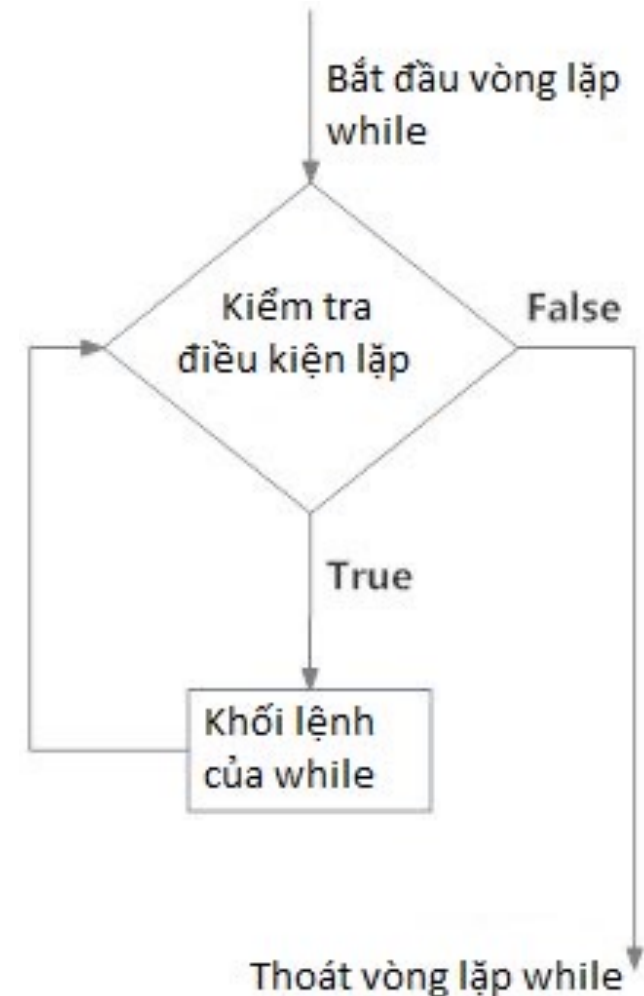 Bắt đầu vòng lặp
while
Kiểm tra
điều kiện lặp
False
True
Khối lệnh
của while
Thoát vòng lặp while